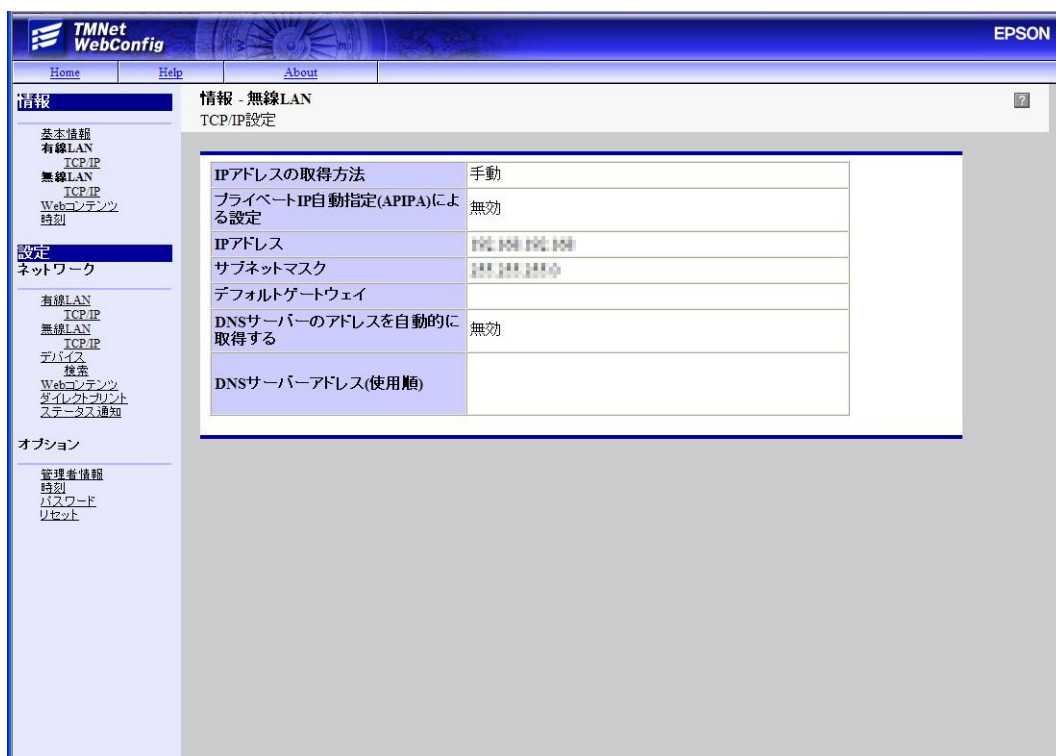 TMNet
WebConfig
EPSON
Home
Help
About
情報
基本情報
有線LAN
TCP/IP
無線LAN
TCP/IP
Webコンテンツ
時刻
設定
ネットワーク
有線LAN
TCP/IP
無線LAN
TCP/IP
デバイス
検索
Webコンテンツ
ダイレクトプリント
ステータス通知
オプション
管理者情報
時刻
パスワード
リセット
情報 - 無線LAN
TCP/IP設定
?
IPアドレスの取得方法
手動
プライベートIP自動指定(APIPA)によ
る設定
無効
IPアドレス
サブネットマスク
デフォルトゲートウェイ
DNSサーバーのアドレスを自動的に
取得する
無効
DNSサーバーアドレス(使用順)